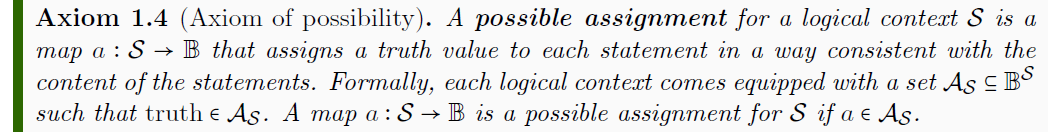 Axiom 1.4 (Axiom of possibility). A possible assignment for a logical context 𝒮 is a
map a : 𝒮 → 𝔹 that assigns a truth value to each statement in a way consistent with the
content of the statements. Formally, each logical context comes equipped with a set 𝒜_𝒮 ⊆ 𝔹^𝒮
such that truth ∈ 𝒜_𝒮. A map a : 𝒮 → 𝔹 is a possible assignment for 𝒮 if a ∈ 𝒜_𝒮.